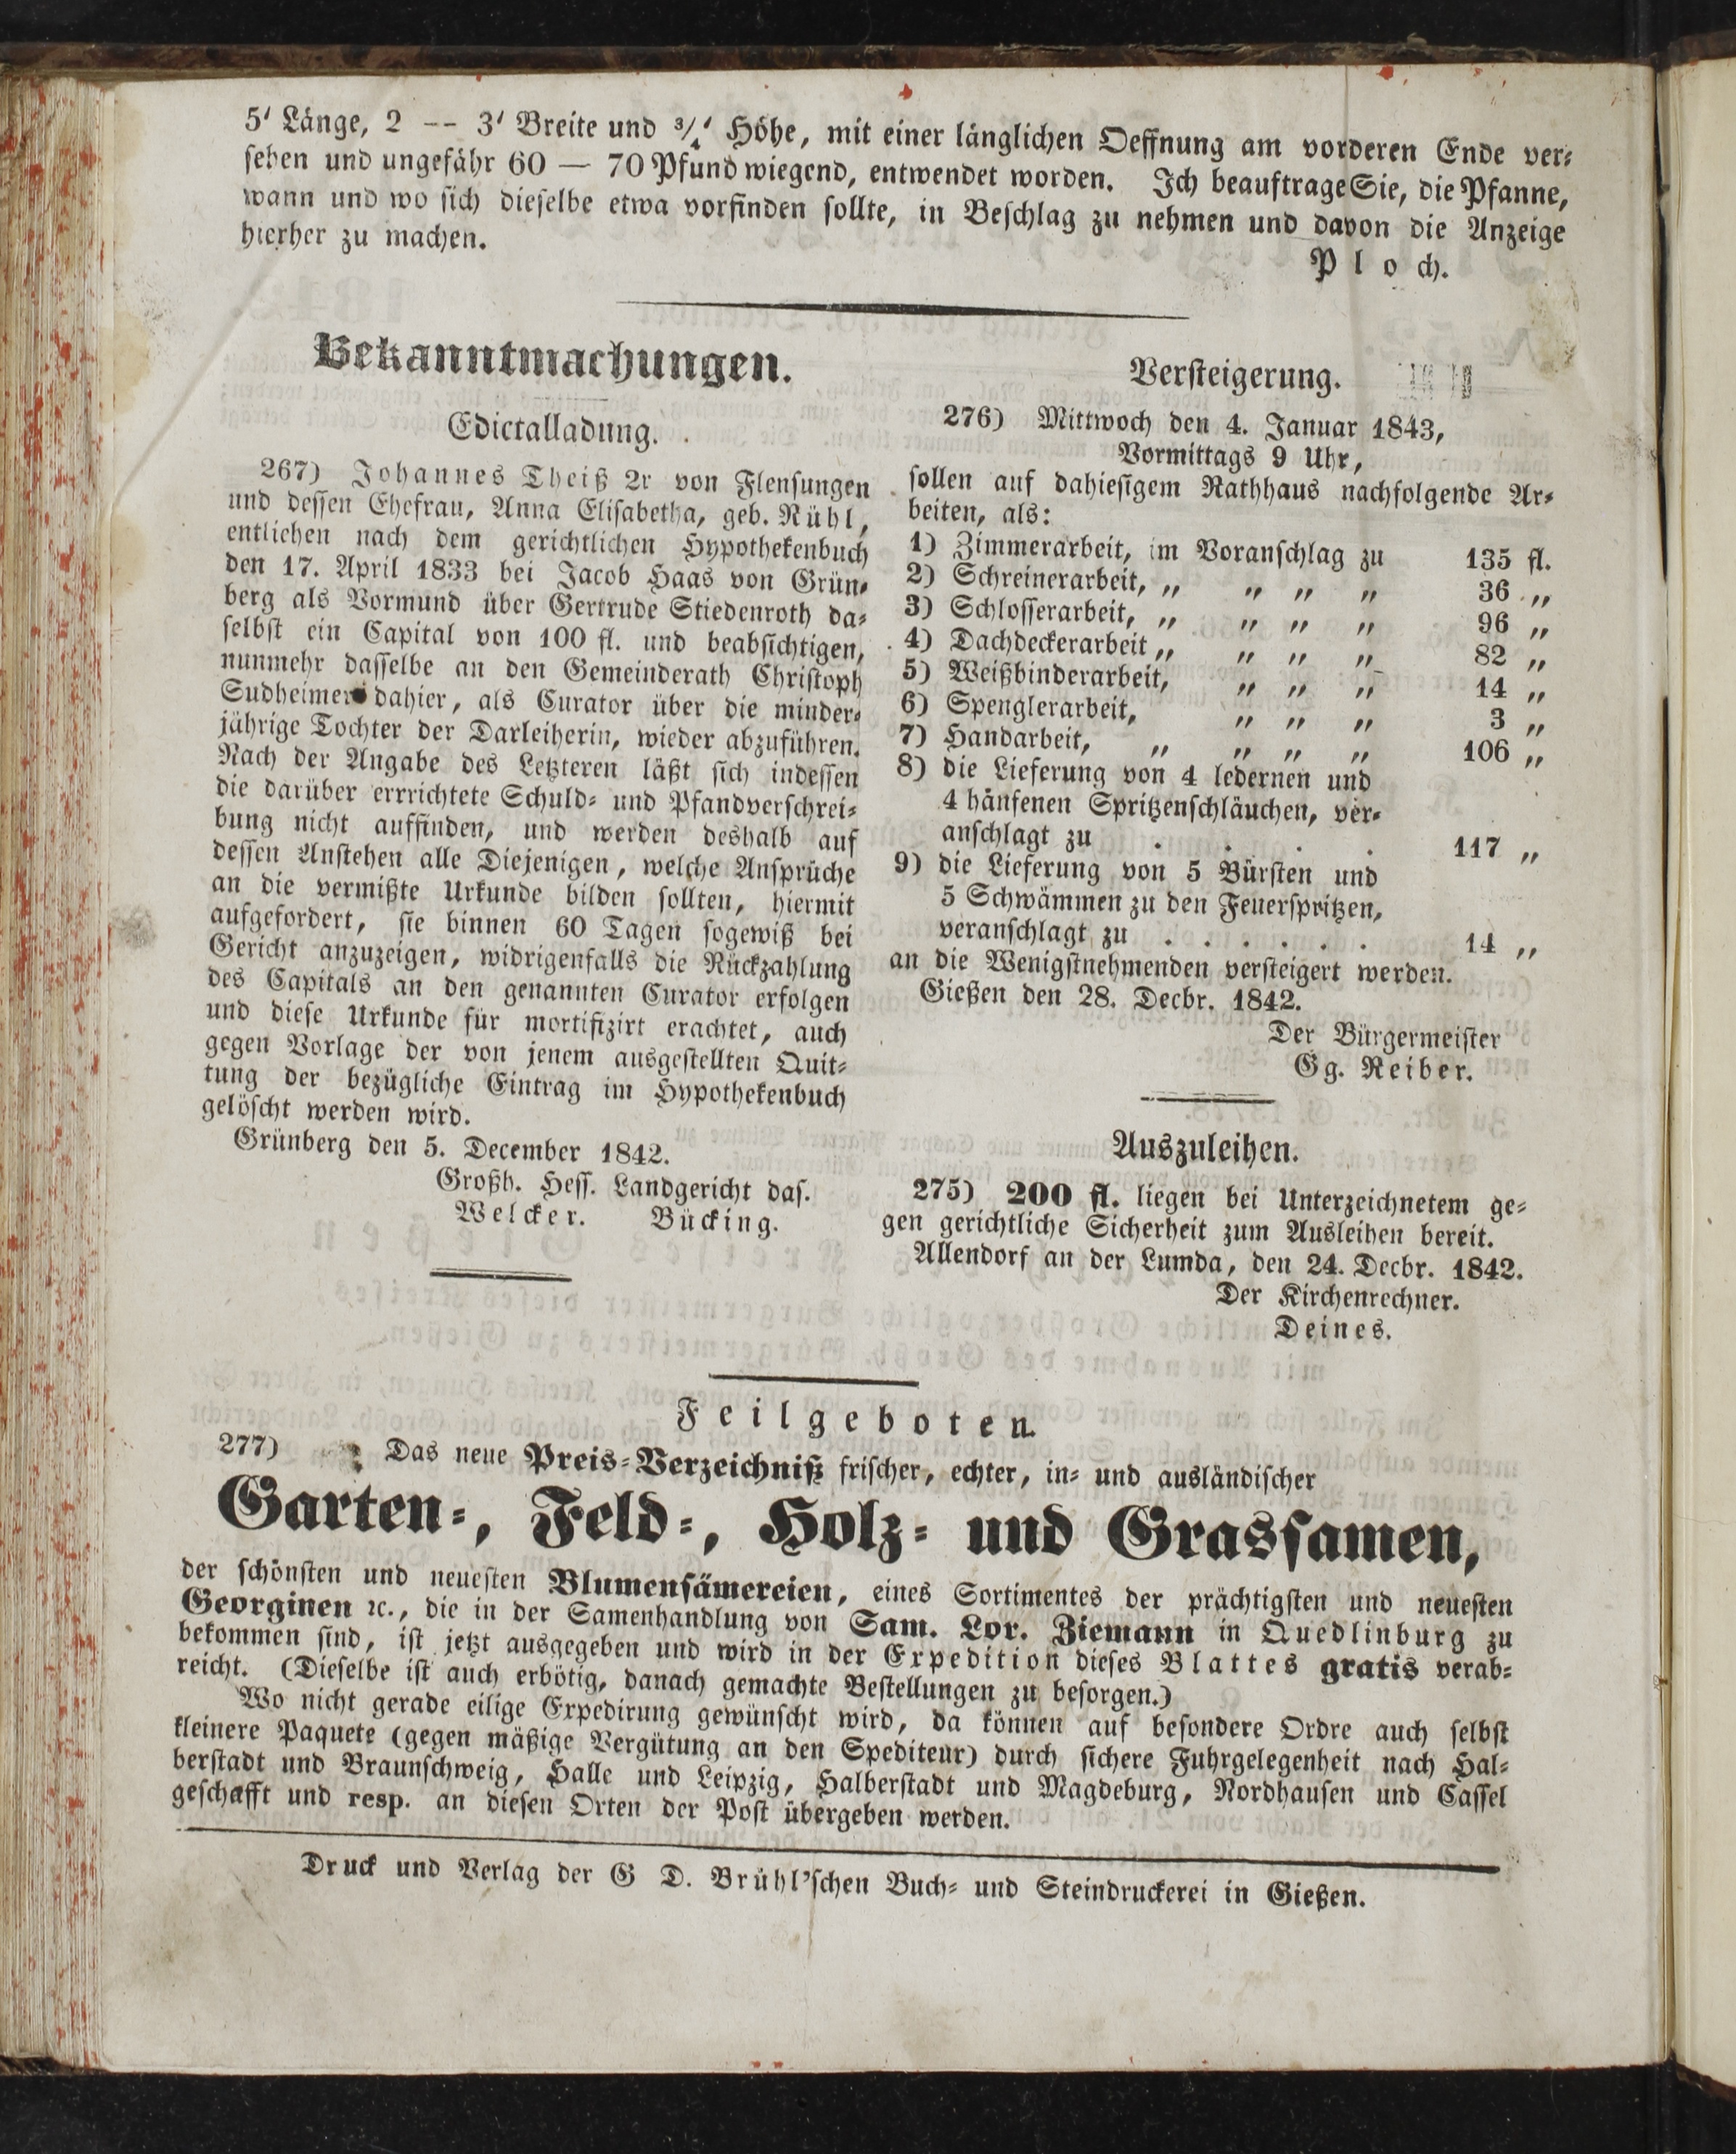 5' Länge, 2 -- 3' Breite und ¾' Höhe, mit einer länglichen Oeffnung am vorderen Ende ver-
sehen und ungefähr 60 — 70 Pfund wiegend, entwendet worden. Ich beauftrage Sie, die Pfanne,
wann und wo sich dieselbe etwa vorfinden sollte, in Beschlag zu nehmen und davon die Anzeige
hierher zu machen.
Ploch.
Bekanntmachungen.
Edictalladung.
267) Johannes Theiß 2r von Flensungen
und dessen Ehefrau, Anna Elisabetha, geb. Rühl,
entliehen nach dem gerichtlichen Hypothekenbuch
den 17. April 1833 bei Jacob Haas von Grün-
berg als Vormund über Gertrude Stiedenroth da-
selbst ein Capital von 100 fl. und beabsichtigen,
nunmehr dasselbe an den Gemeinderath Christoph
Sudheimer dahier, als Curator über die minder-
jährige Tochter der Darleiherin, wieder abzuführen.
Nach der Angabe des Letzteren läßt sich indessen
die darüber errrichtete Schuld- und Pfandverschrei-
bung nicht auffinden, und werden deshalb auf
dessen Anstehen alle Diejenigen, welche Ansprüche
an die vermißte Urkunde bilden sollten, hiermit
aufgefordert, sie binnen 60 Tagen sogewiß bei
Gericht anzuzeigen, widrigenfalls die Rückzahlung
des Capitals an den genannten Curator erfolgen
und diese Urkunde für mortifizirt erachtet, auch
gegen Vorlage der von jenem ausgestellten Quit-
tung der bezügliche Eintrag im Hypothekenbuch
gelöscht werden wird.
Grünberg den 5. December 1842.
Großh. Hess. Landgericht das.
Welcker. Bücking.
Versteigerung.
276) Mittwoch den 4. Januar 1843,
Vormittags 9 Uhr,
sollen auf dahiesigem Rathhaus nachfolgende Ar-
beiten, als:
1) Zimmerarbeit, im Voranschlag zu 135 fl.
2) Schreinerarbeit, „ „ „ „ 36 „
3) Schlosserarbeit, „ „ „ „ 96 „
4) Dachdeckerarbeit „ „ „ „ 82 „
5) Weißbinderarbeit, „ „ „ 14 „
6) Spenglerarbeit, „ „ „ 3 „
7) Handarbeit, „ „ „ „ 106 „
8) die Lieferung von 4 ledernen und
4 hänfenen Spritzenschläuchen, ver-
anschlagt zu . . . . 117 „
9) die Lieferung von 5 Bürsten und
5 Schwämmen zu den Feuerspritzen,
veranschlagt zu . . . . . . 14 „
an die Wenigstnehmenden versteigert werden.
Gießen den 28. Decbr. 1842.
Der Bürgermeister
Gg. Reiber.
Auszuleihen.
275) 200 fl. liegen bei Unterzeichnetem ge-
gen gerichtliche Sicherheit zum Ausleihen bereit.
Allendorf an der Lumda, den 24. Decbr. 1842.
Der Kirchenrechner.
Deines.
Feilgeboten.
277) Das neue Preis-Verzeichniß frischer, echter, in- und ausländischer
Garten-, Feld-, Holz- und Grassamen,
der schönsten und neuesten Blumensämereien, eines Sortimentes der prächtigsten und neuesten
Georginen ꝛc., die in der Samenhandlung von Sam. Lor. Ziemann in Quedlinburg zu
bekommen sind, ist jetzt ausgegeben und wird in der Expedition dieses Blattes gratis verab-
reicht. (Dieselbe ist auch erbötig, danach gemachte Bestellungen zu besorgen.)
Wo nicht gerade eilige Expedirung gewünscht wird, da können auf besondere Ordre auch selbst
kleinere Paquete (gegen mäßige Vergütung an den Spediteur) durch sichere Fuhrgelegenheit nach Hal-
berstadt und Braunschweig, Halle und Leipzig, Halberstadt und Magdeburg, Nordhausen und Cassel
geschafft und resp. an diesen Orten der Post übergeben werden.
Druck und Verlag der G D. Brühl'schen Buch- und Steindruckerei in Gießen.